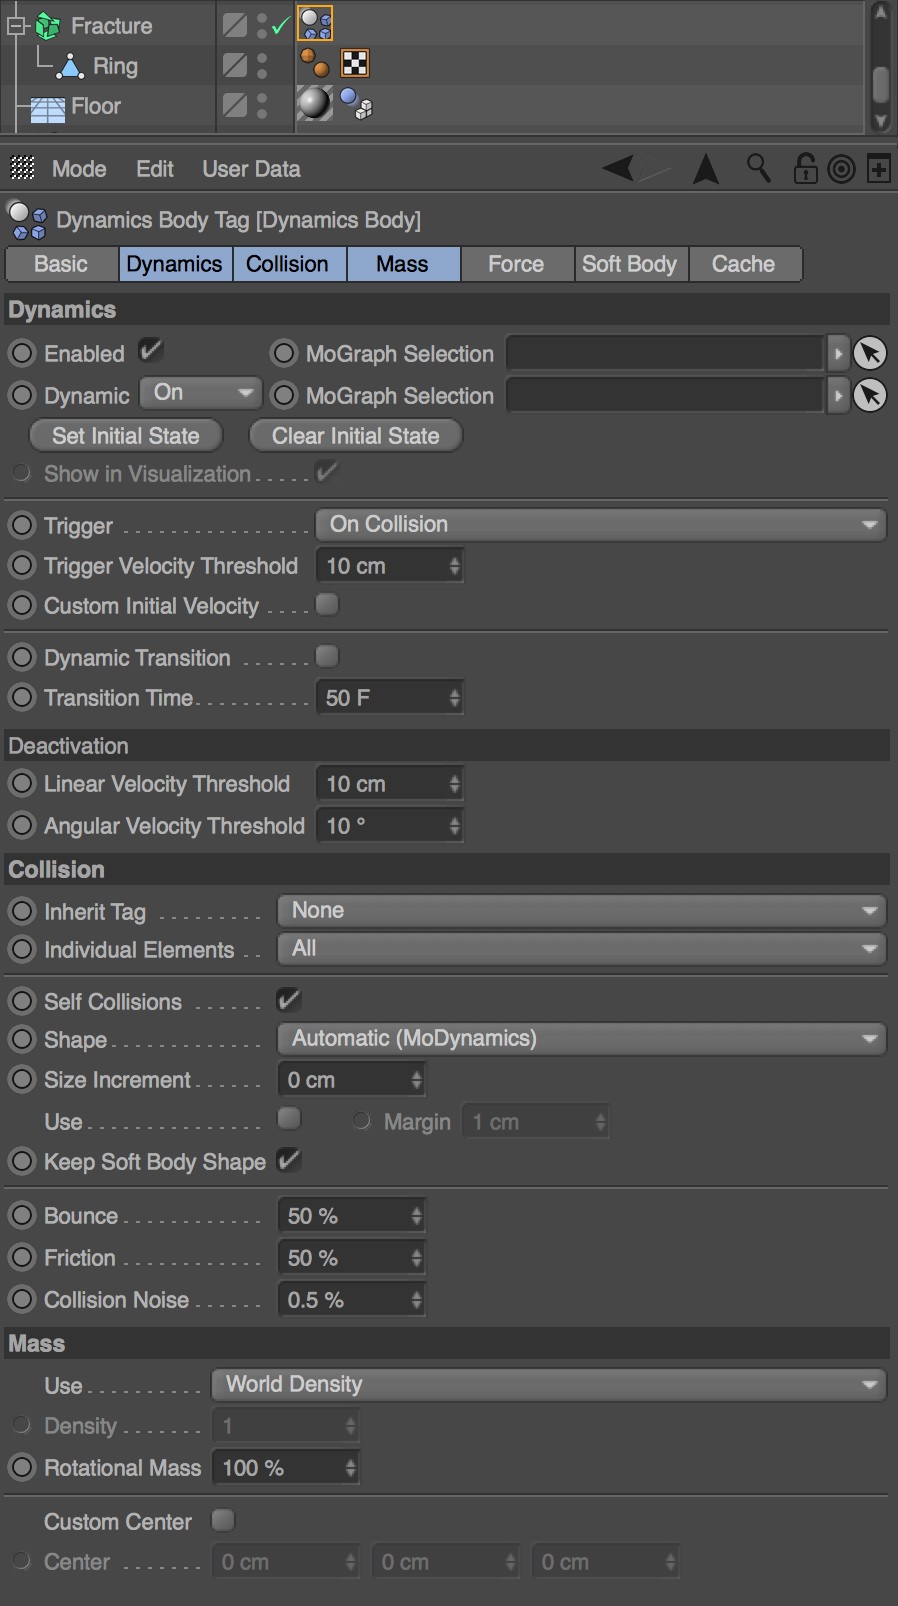 Fracture
Ring
Floor
Mode Edit User Data
Dynamics Body Tag [Dynamics Body]
Basic Dynamics Collision Mass Force Soft Body Cache
Dynamics
Enabled MoGraph Selection
Dynamic On MoGraph Selection
Set Initial State Clear Initial State
Show in Visualization . . . . .
Trigger . . . . . . . . . . . . . . . . On Collision
Trigger Velocity Threshold 10 cm
Custom Initial Velocity . . . .
Dynamic Transition . . . . . .
Transition Time. . . . . . . . . . 50 F
Deactivation
Linear Velocity Threshold 10 cm
Angular Velocity Threshold 10 °
Collision
Inherit Tag . . . . . . . . . None
Individual Elements . . All
Self Collisions . . . . . .
Shape. . . . . . . . . . . . . Automatic (MoDynamics)
Size Increment. . . . . . 0 cm
Use. . . . . . . . . . . . . . . Margin 1 cm
Keep Soft Body Shape
Bounce. . . . . . . . . . . . 50 %
Friction . . . . . . . . . . . . 50 %
Collision Noise . . . . . . 0.5 %
Mass
Use. . . . . . . . . . World Density
Density . . . . . . . 1
Rotational Mass 100 %
Custom Center
Center . . . . . . . 0 cm 0 cm 0 cm